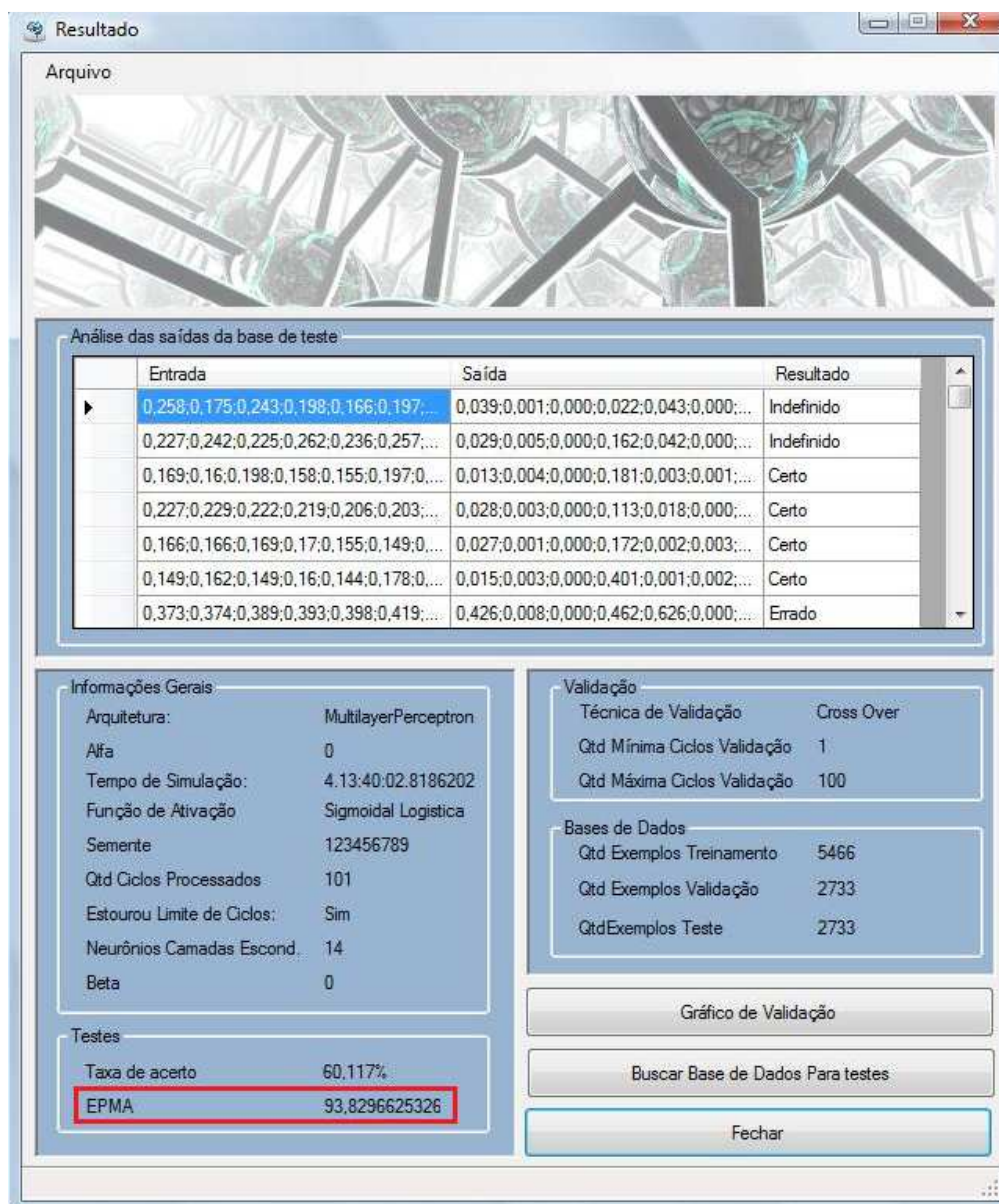 Resultado
Arquivo
Análise das saídas da base de teste
Entrada Saída Resultado
0,258;0,175;0,243;0,198;0,166;0,197;... 0,039;0,001;0,000;0,022;0,043;0,000;... Indefinido
0,227;0,242;0,225;0,262;0,236;0,257;... 0,029;0,005;0,000;0,162;0,042;0,000;... Indefinido
0,169;0,16;0,198;0,158;0,155;0,197;0,... 0,013;0,004;0,000;0,181;0,003;0,001;... Certo
0,227;0,229;0,222;0,219;0,206;0,203;... 0,028;0,003;0,000;0,113;0,018;0,000;... Certo
0,166;0,166;0,169;0,17;0,155;0,149;0,... 0,027;0,001;0,000;0,172;0,002;0,003;... Certo
0,149;0,162;0,149;0,16;0,144;0,178;0,... 0,015;0,003;0,000;0,401;0,001;0,002;... Certo
0,373;0,374;0,389;0,393;0,398;0,419;... 0,426;0,008;0,000;0,462;0,626;0,000;... Errado
Informações Gerais
Arquitetura: MultilayerPerceptron
Alfa 0
Tempo de Simulação: 4.13:40:02.8186202
Função de Ativação Sigmoidal Logistica
Semente 123456789
Qtd Ciclos Processados 101
Estourou Limite de Ciclos: Sim
Neurônios Camadas Escond. 14
Beta 0
Testes
Taxa de acerto 60,117%
EPMA 93,8296625326
Validação
Técnica de Validação Cross Over
Qtd Mínima Ciclos Validação 1
Qtd Máxima Ciclos Validação 100
Bases de Dados
Qtd Exemplos Treinamento 5466
Qtd Exemplos Validação 2733
QtdExemplos Teste 2733
Gráfico de Validação
Buscar Base de Dados Para testes
Fechar